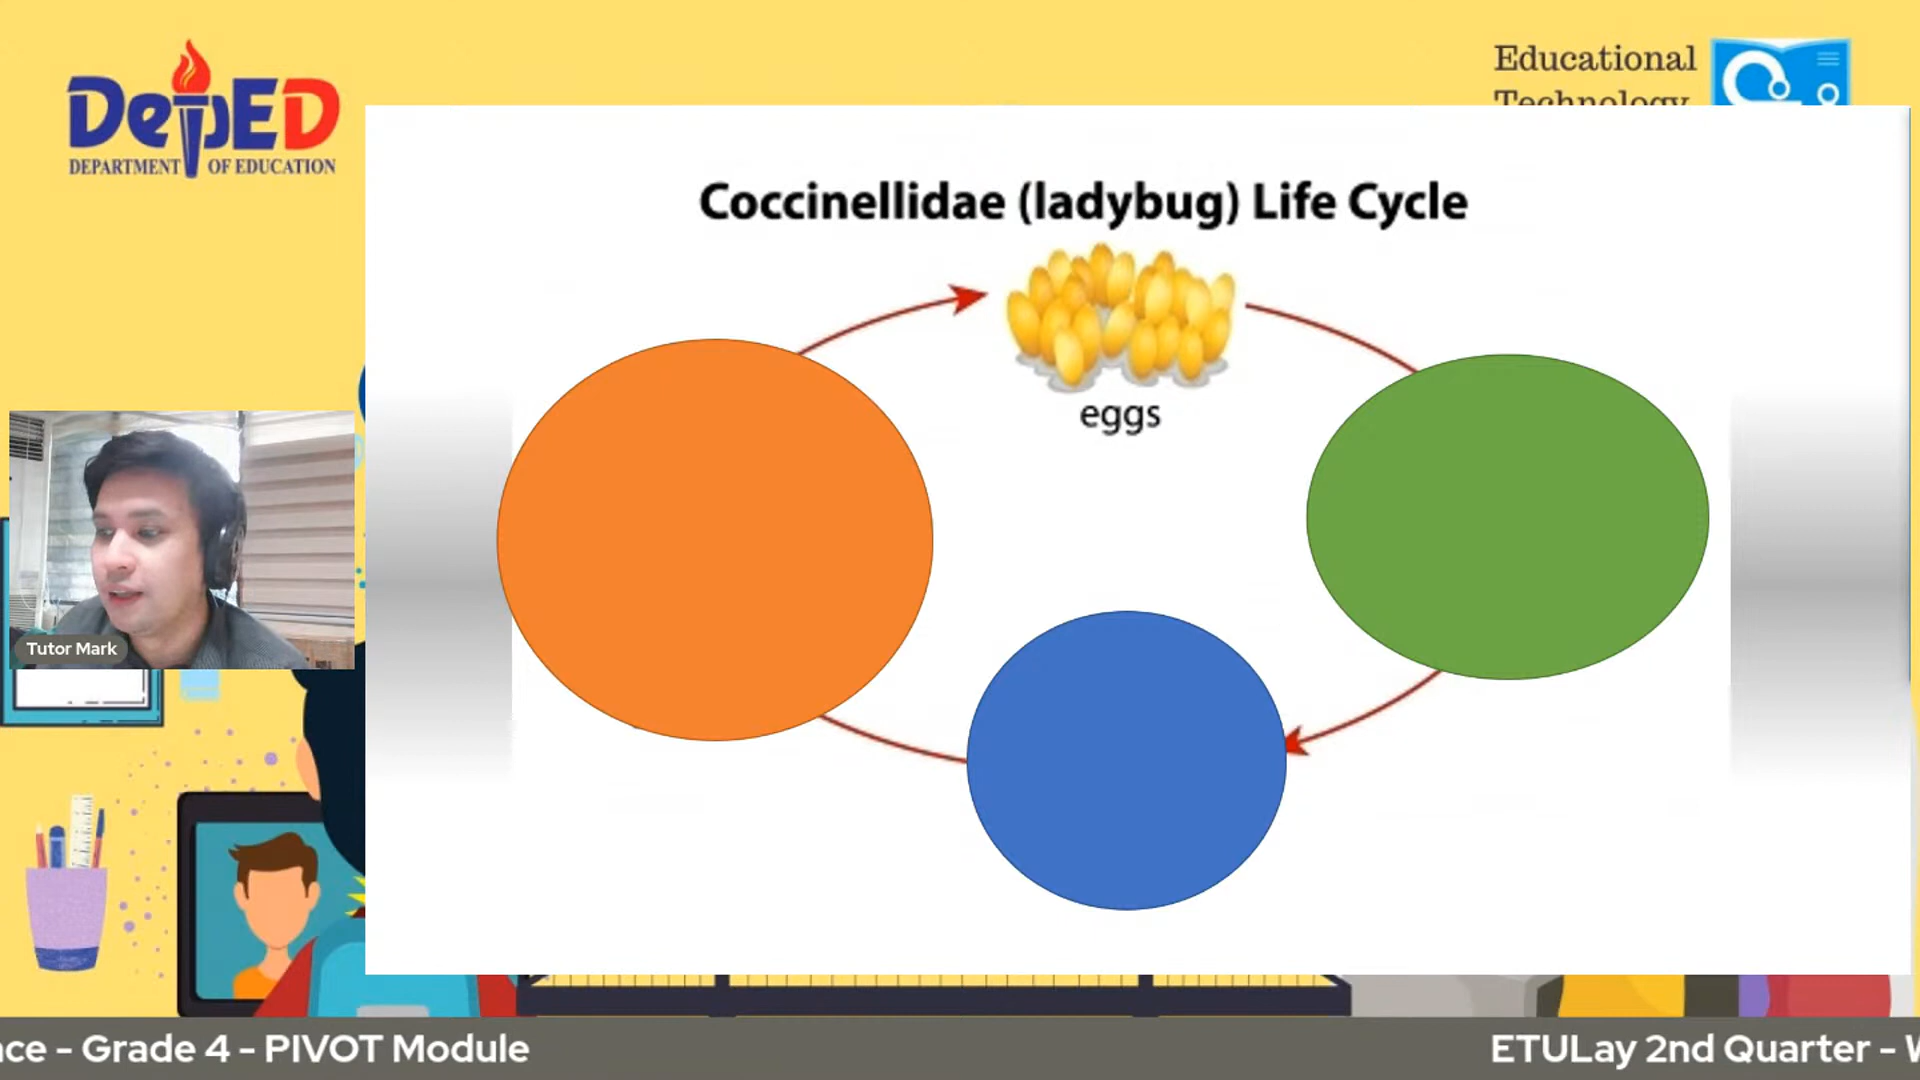 DepED
DEPARTMENT OF EDUCATION
Educational
Technology
Coccinellidae (ladybug) Life Cycle
eggs
Tutor Mark
nce - Grade 4 - PIVOT Module
ETULay 2nd Quarter - W